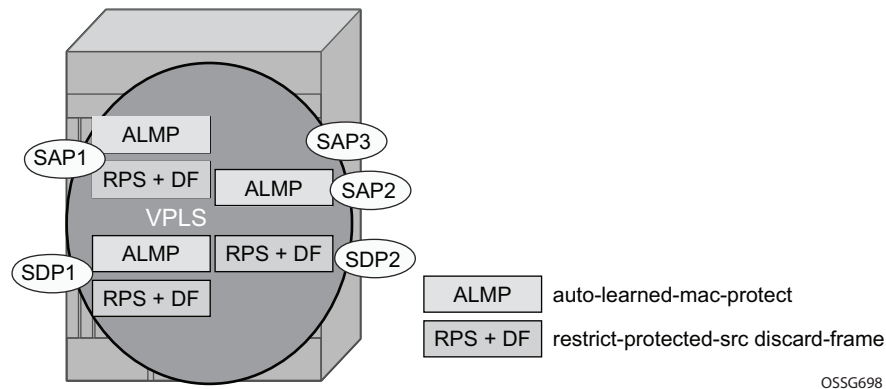 ALMP
SAP3
SAP1
RPS + DF
ALMP
SAP2
VPLS
ALMP
RPS + DF
SDP2
SDP1
RPS + DF
ALMP auto-learned-mac-protect
RPS + DF restrict-protected-src discard-frame
OSSG698